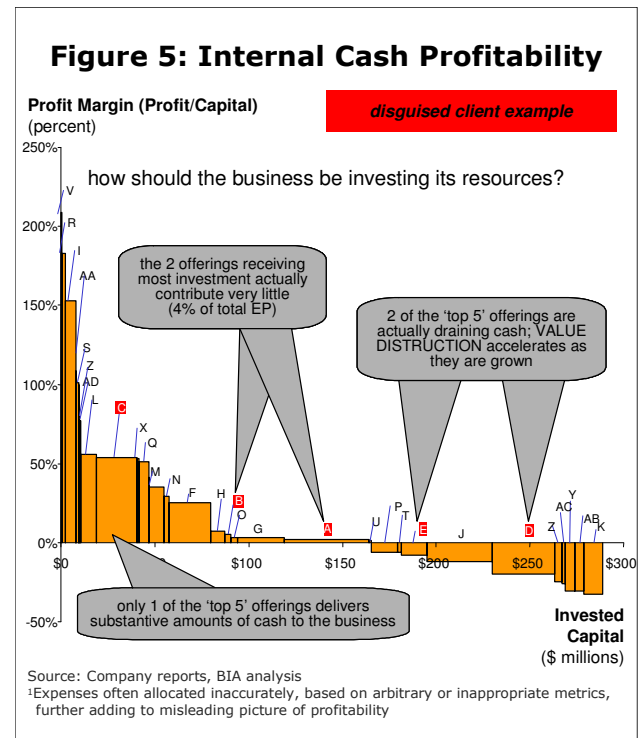 Figure 5: Internal Cash Profitability
Profit Margin (Profit/Capital)
(percent)
disguised client example
250%
how should the business be investing its resources?
V
200%
R
I
AA
the 2 offerings receiving
most investment actually
contribute very little
(4% of total EP)
2 of the ‘top 5’ offerings are
actually draining cash; VALUE
DISTRUCTION accelerates as
they are grown
150%
S
Z
AD
100%
L
C
X
Q
50%
M
N
F
H
B
O
G
A
U
P
T
E
J
D
Z
AC
Y
AB
K
0%
$0
$50
$100
$150
$200
$250
$300
only 1 of the ‘top 5’ offerings delivers
substantive amounts of cash to the business
-50%
Invested
Capital
($ millions)
Source: Company reports, BIA analysis
¹Expenses often allocated inaccurately, based on arbitrary or inappropriate metrics,
further adding to misleading picture of profitability